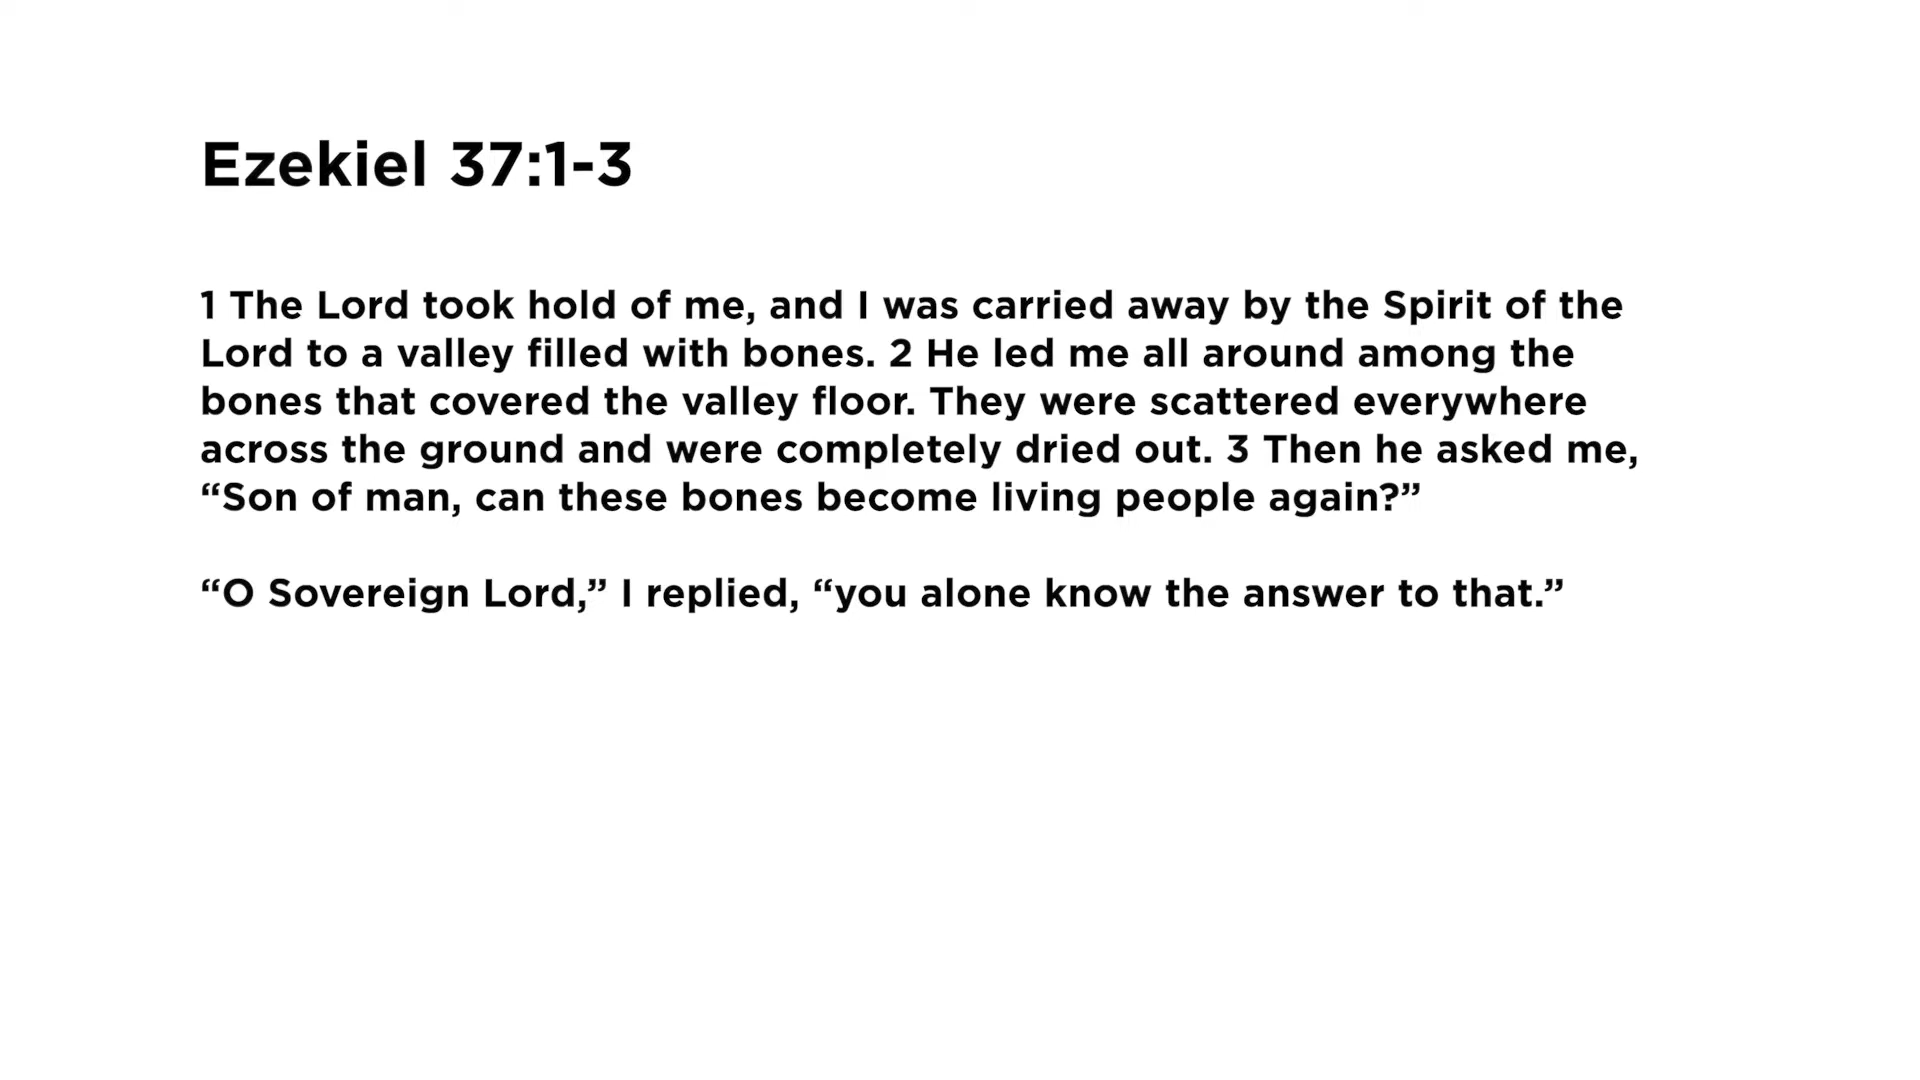 Ezekiel 37:1-3
1 The Lord took hold of me, and I was carried away by the Spirit of the
Lord to a valley filled with bones. 2 He led me all around among the
bones that covered the valley floor. They were scattered everywhere
across the ground and were completely dried out. 3 Then he asked me,
“Son of man, can these bones become living people again?”
“O Sovereign Lord,” I replied, “you alone know the answer to that.”